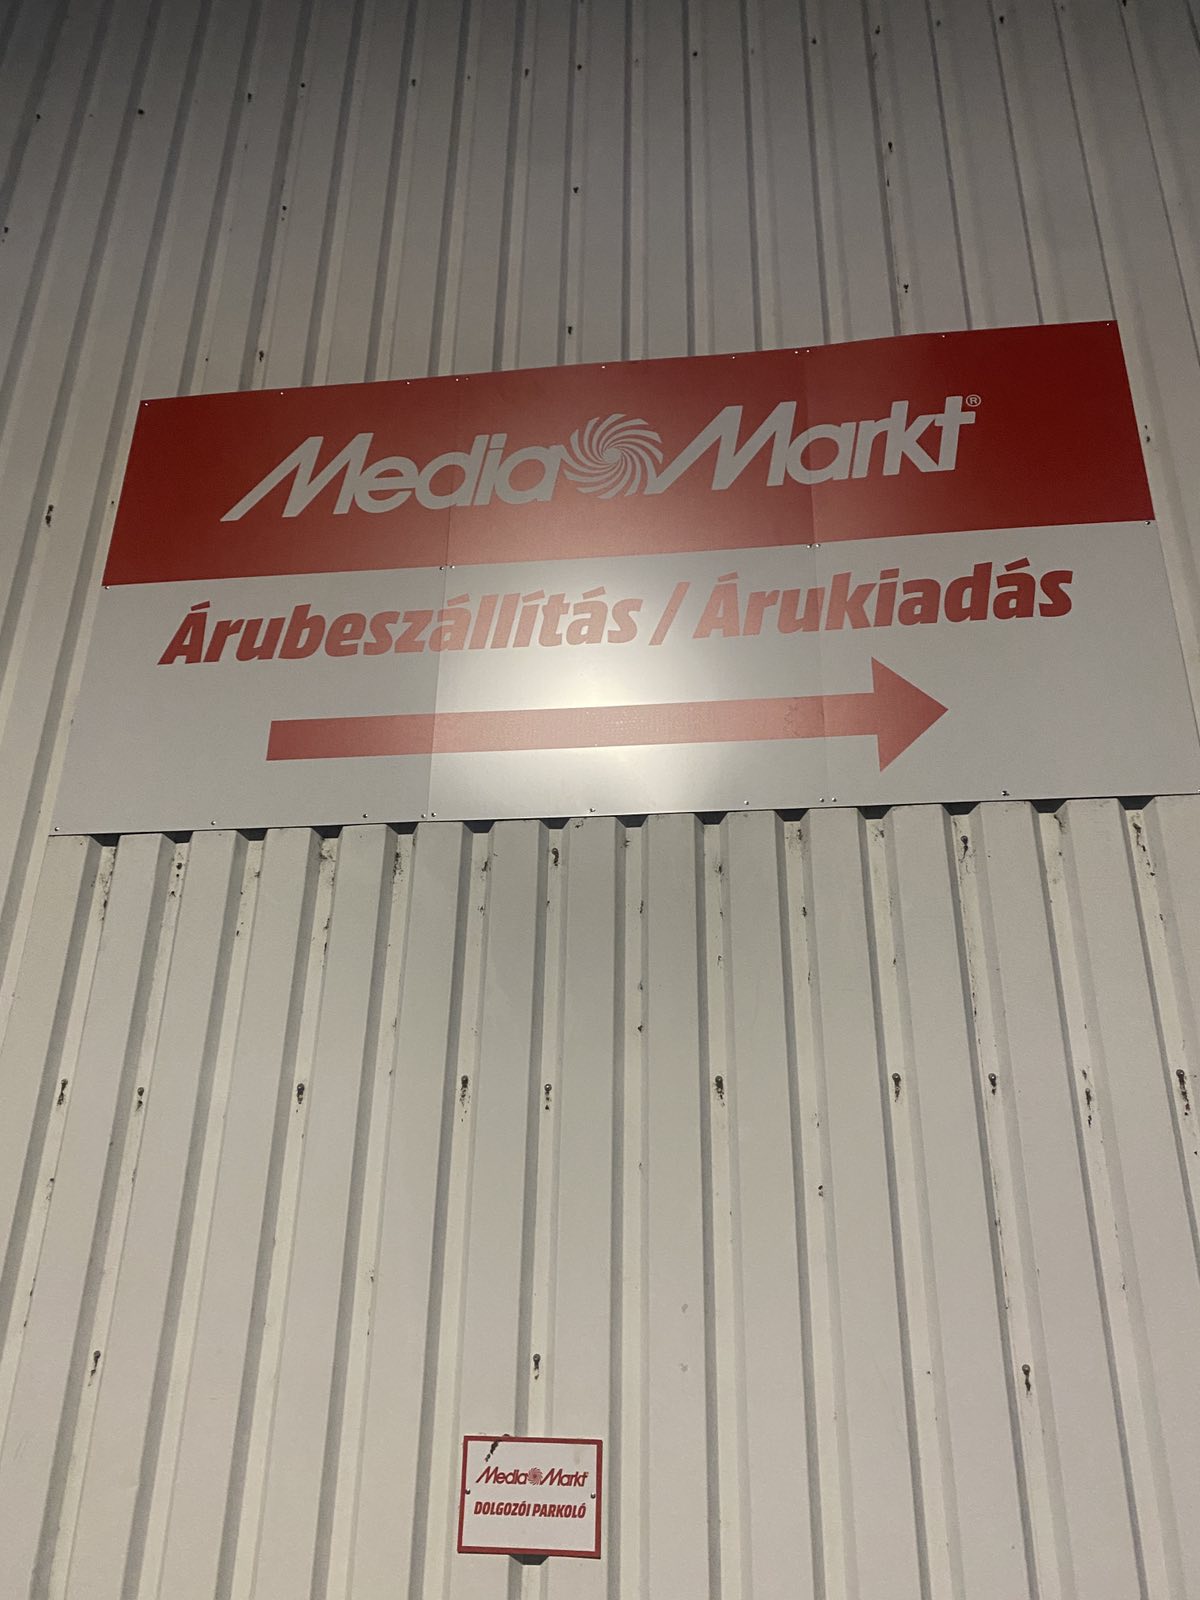 MediaMarkt®
Árubeszállítás / Árukiadás
MediaMarkt
DOLGOZÓI PARKOLÓ